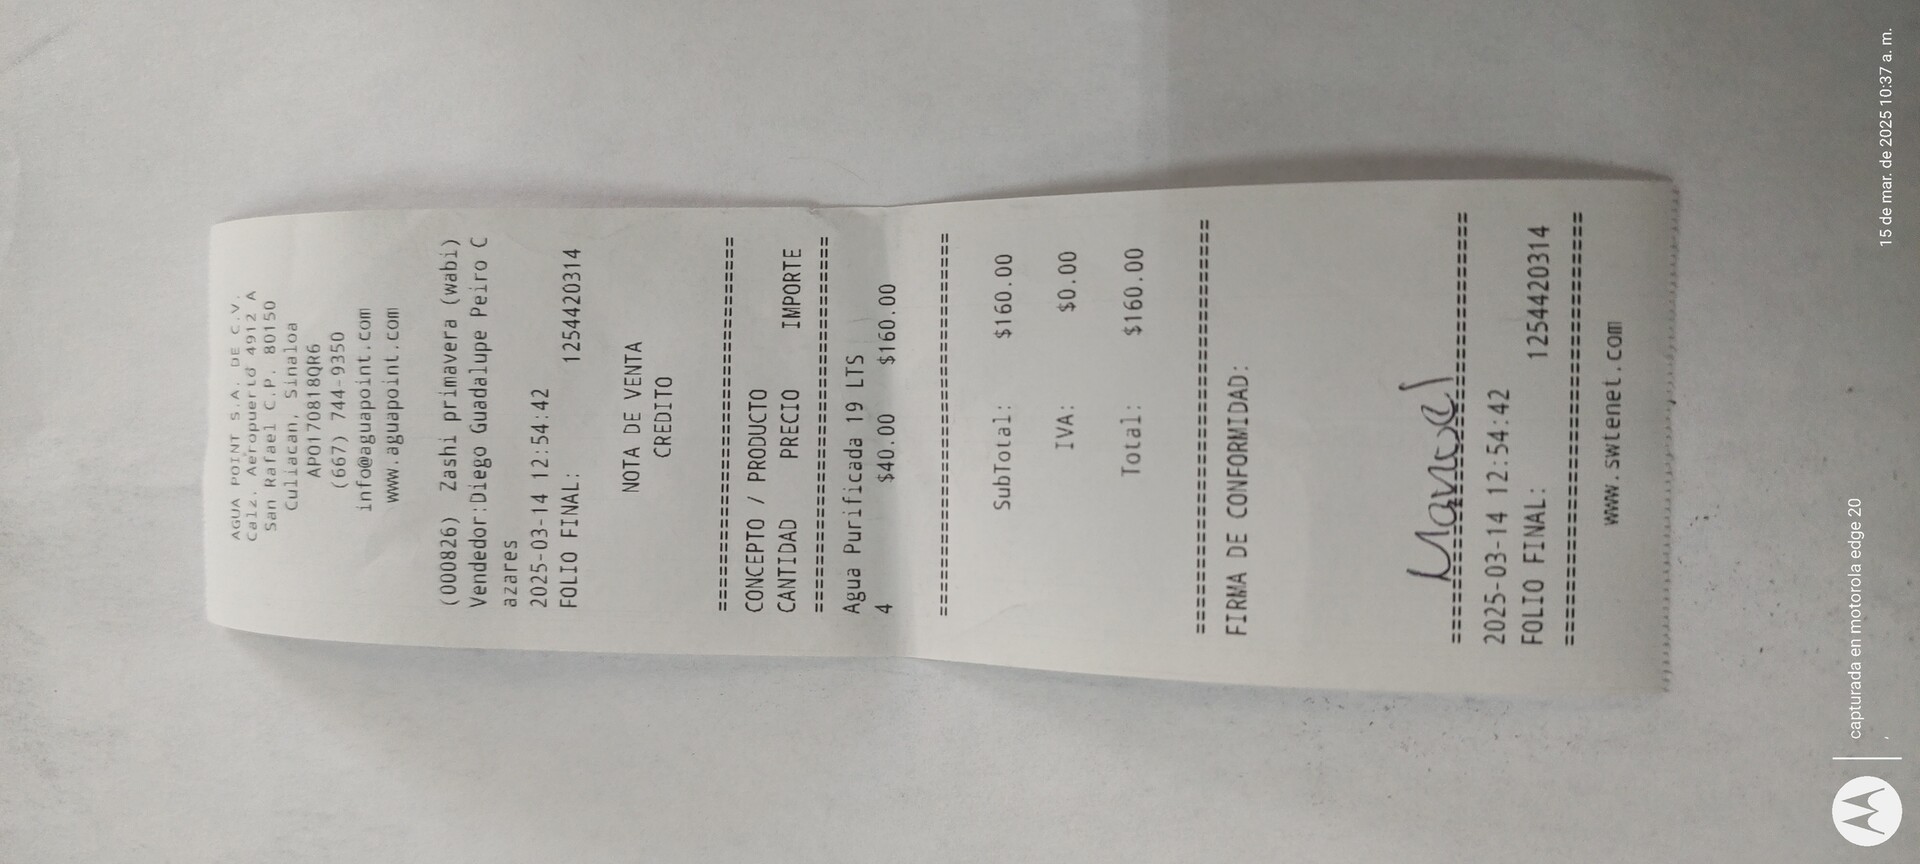 AGUA POINT S.A. DE C.V.
Calz. Aeropuerto 4912 A
San Rafael C.P. 80150
Culiacan, Sinaloa
APO170818QR6
(667) 744-9350
info@aguapoint.com
www.aguapoint.com
(000826) Zashi primavera (wabi)
Vendedor:Diego Guadalupe Peiro C
azares
2025-03-14 12:54:42
FOLIO FINAL: 1254420314
NOTA DE VENTA
CREDITO
================================
CONCEPTO / PRODUCTO
CANTIDAD PRECIO IMPORTE
================================
Agua Purificada 19 LTS
4 $40.00 $160.00
================================
SubTotal: $160.00
IVA: $0.00
Total: $160.00
================================
FIRMA DE CONFORMIDAD:
Manuel
================================
2025-03-14 12:54:42
FOLIO FINAL: 1254420314
================================
www.swtenet.com
capturada en motorola edge 20
15 de mar. de 2025 10:37 a. m.